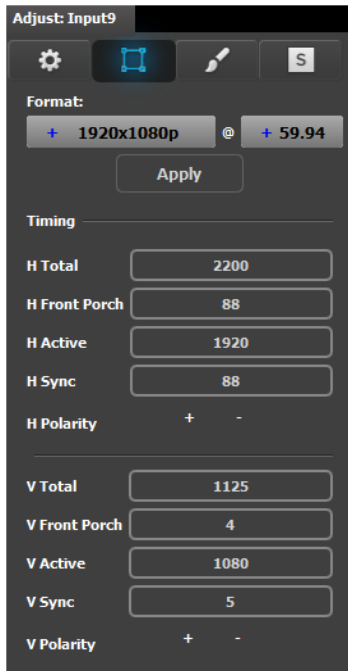 Adjust: Input9
S
Format:
+ 1920x1080p @ + 59.94
Apply
Timing
H Total 2200
H Front Porch 88
H Active 1920
H Sync 88
H Polarity + -
V Total 1125
V Front Porch 4
V Active 1080
V Sync 5
V Polarity + -